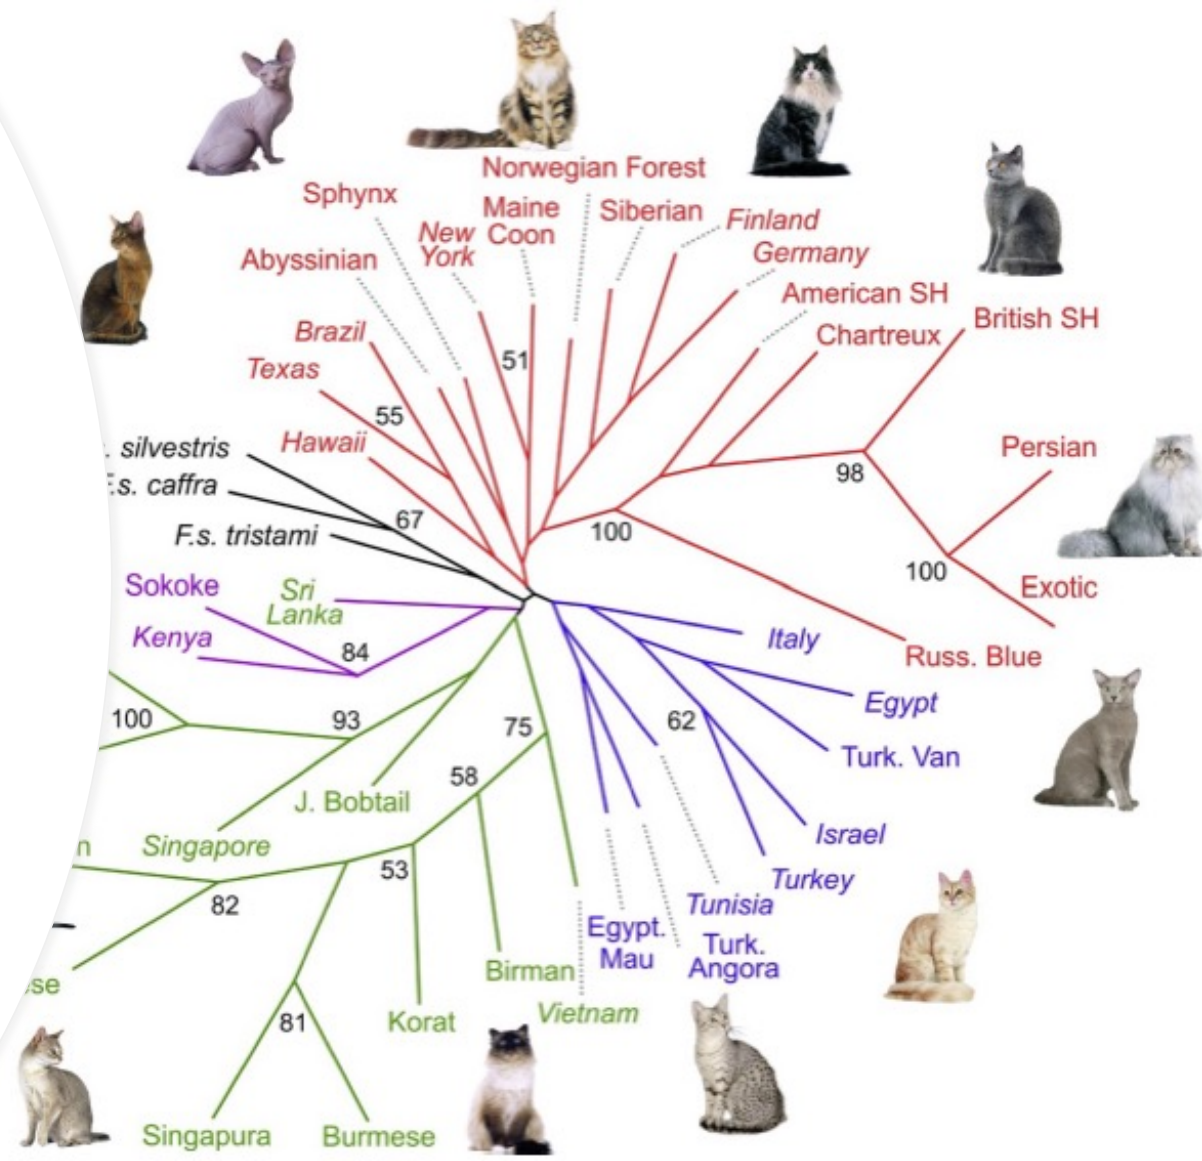 Norwegian Forest
Sphynx
Maine
Coon
Siberian
Finland
New
York
Germany
Abyssinian
American SH
British SH
Chartreux
Brazil
Texas
51
55
Hawaii
silvestris
Persian
98
F.s. caffra
67
F.s. tristami
100
100
Exotic
Sokoke
Sri
Lanka
Kenya
Italy
84
Russ. Blue
Egypt
100
93
75
62
Turk. Van
58
J. Bobtail
Israel
n
Singapore
53
Turkey
82
Tunisia
Egypt.
Mau
Turk.
Angora
Birman
se
Vietnam
Korat
81
Singapura
Burmese